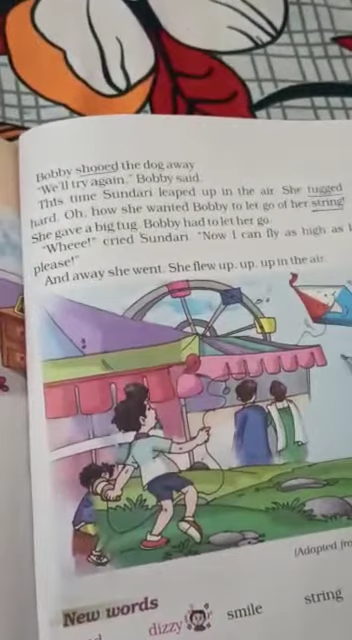 Bobby shooed the dog away
"We'll try again," Bobby said.
This time Sundari leaped up in the air. She tugged
hard. Oh, how she wanted Bobby to let go of her string!
She gave a big tug. Bobby had to let her go.
"Wheee!" cried Sundari. "Now I can fly as high as I
please!"
And away she went. She flew up, up, up in the air.
(Adapted
New words
dizzy smile string